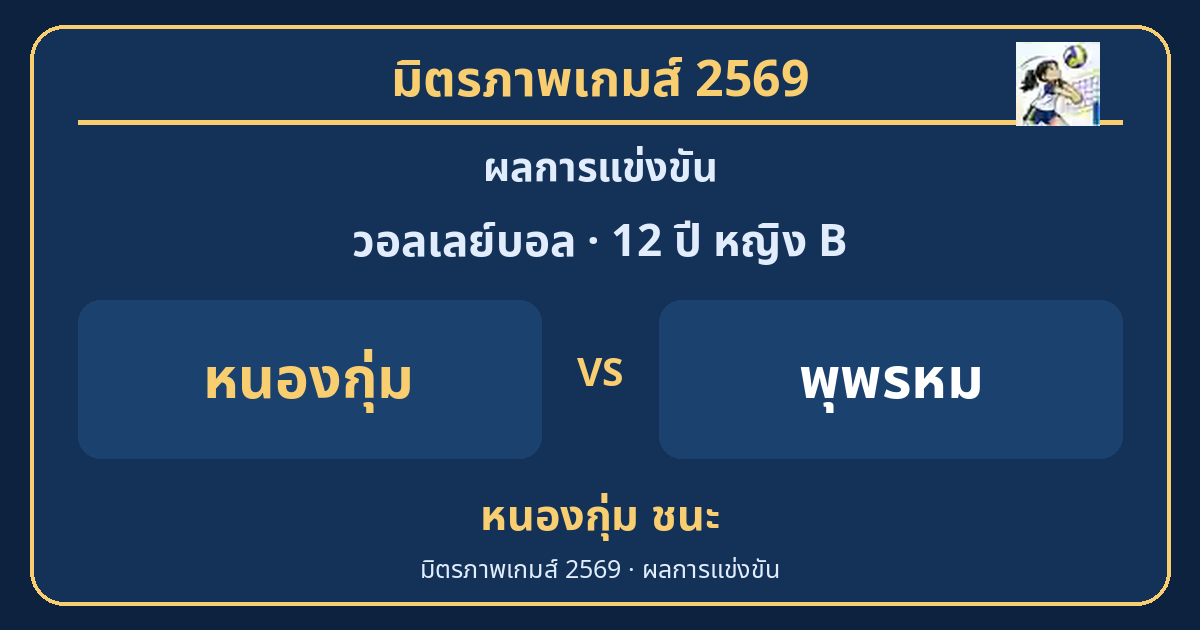 มิตรภาพเกมส์ 2569
ผลการแข่งขัน
วอลเลย์บอล · 12 ปี หญิง B
หนองกุ่ม
VS
พุพรหม
หนองกุ่ม ชนะ
มิตรภาพเกมส์ 2569 · ผลการแข่งขัน